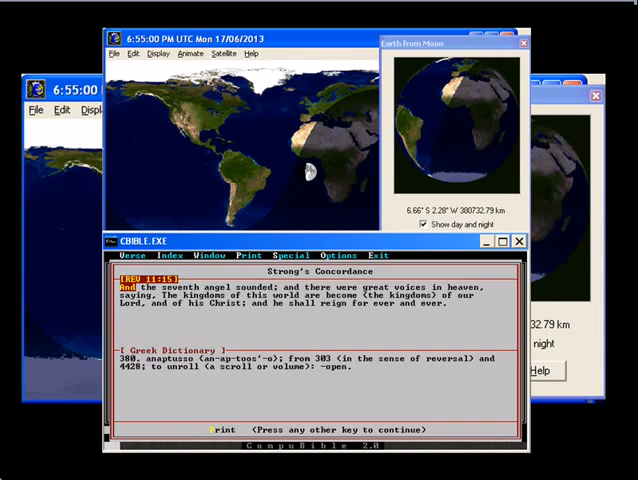 6:55:00 PM UTC Mon 17/06/2013
File Edit Display Animate Satellite Help
Earth from Moon
6.66° S 2.28° W 380732.79 km
Show day and night
6:55:00
File Edit Displ
32.79 km
night
Help
CBIBLE.EXE
Verse Index Window Print Special Options Exit
Strong's Concordance
[REV 11:15]
And the seventh angel sounded; and there were great voices in heaven,
saying, The kingdoms of this world are become (the kingdoms) of our
Lord, and of his Christ; and he shall reign for ever and ever.
[ Greek Dictionary ]
380. anaptusso (an-ap-toos'-o); from 303 (in the sense of reversal) and
4428; to unroll (a scroll or volume): -open.
Print (Press any other key to continue)
CompuBible 2.0